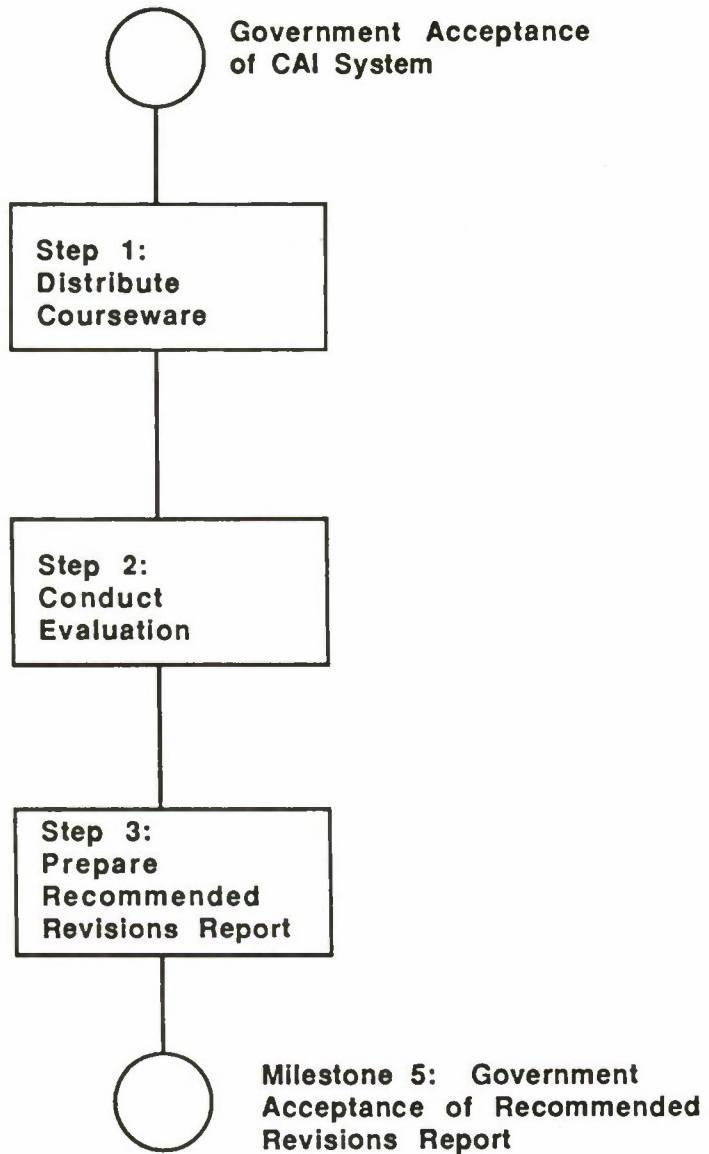 Government Acceptance
of CAI System
Step 1:
Distribute
Courseware
Step 2:
Conduct
Evaluation
Step 3:
Prepare
Recommended
Revisions Report
Milestone 5: Government
Acceptance of Recommended
Revisions Report